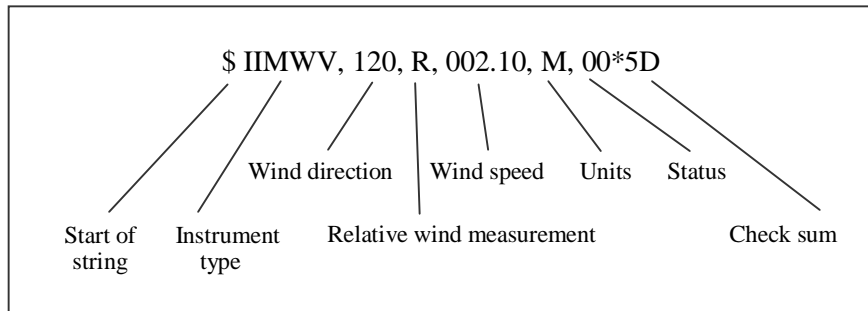 $ IIMWV, 120, R, 002.10, M, 00*5D
Wind direction Wind speed Units Status
Start of string Instrument type Relative wind measurement Check sum